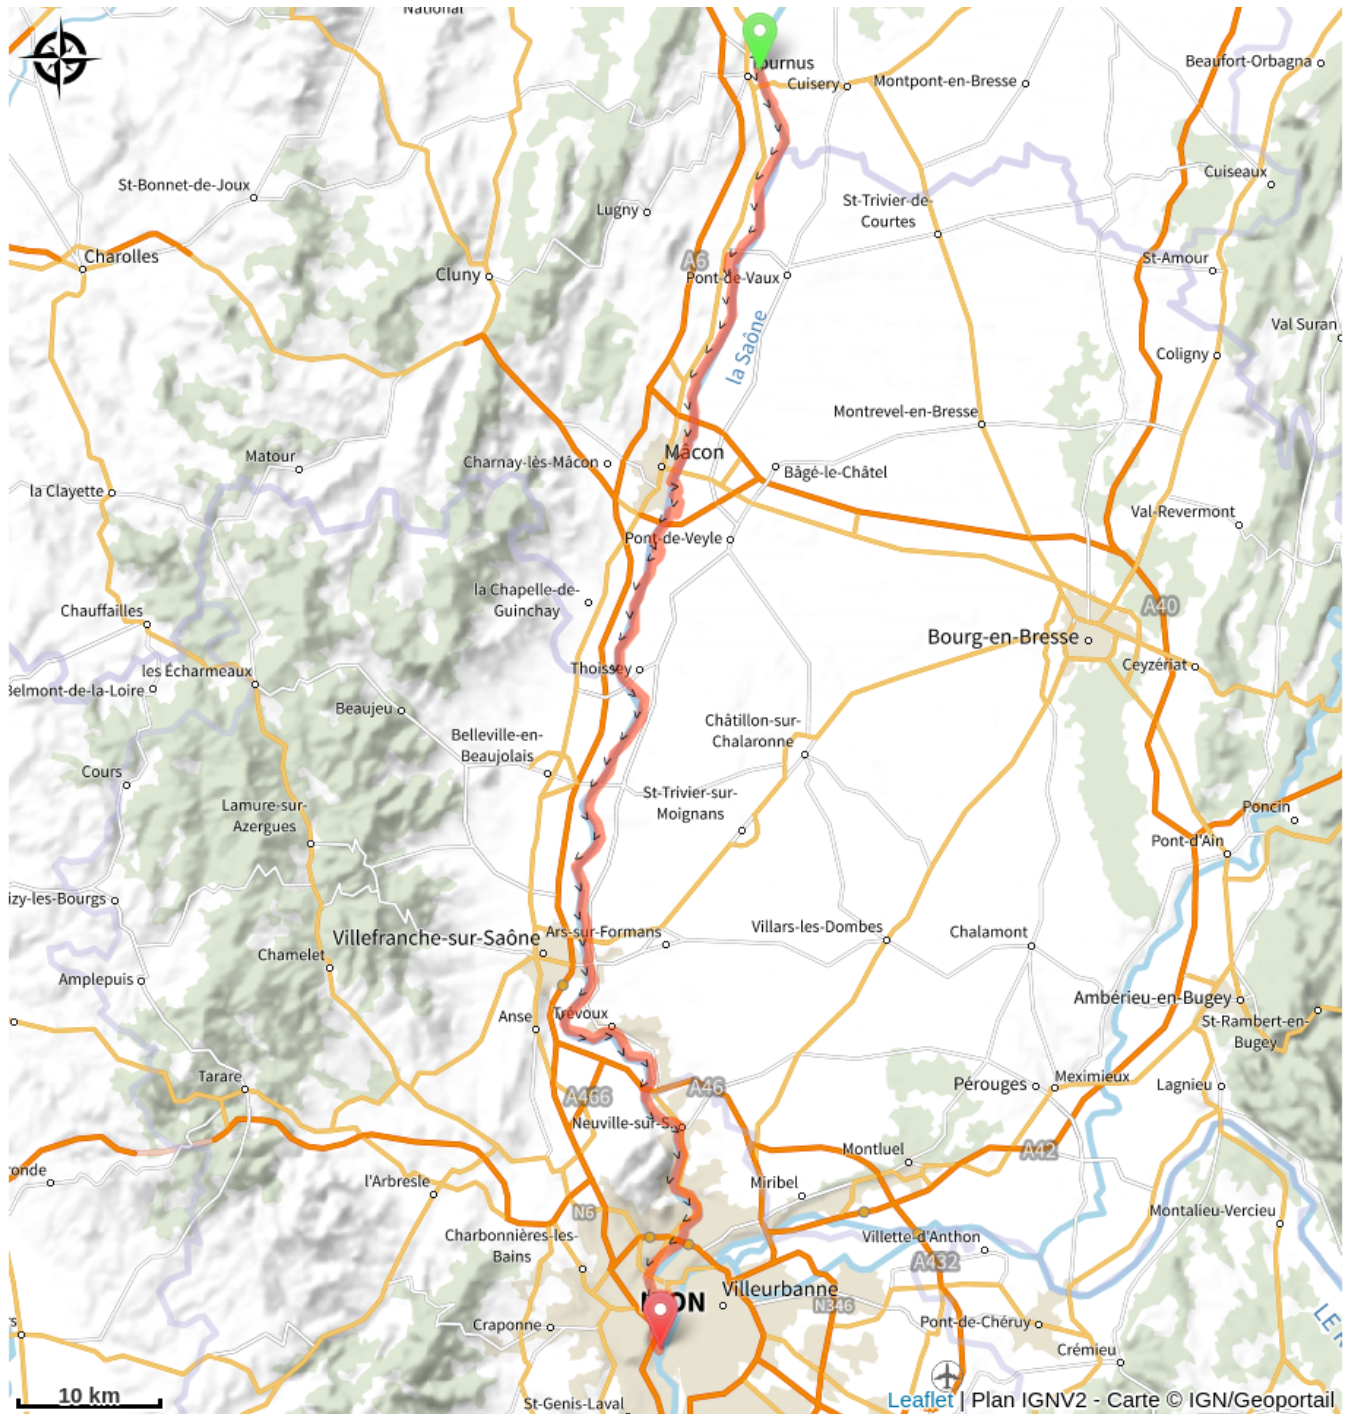 National
Tournus
Cuisery
Montpont-en-Bresse
Beaufort-Orbagna
St-Bonnet-de-Joux
Lugny
St-Trivier-de-
Courtes
Cuiseaux
Charolles
Cluny
A6
Pont-de-Vaux
St-Amour
la Saône
Val Suran
Coligny
Montrevel-en-Bresse
Matour
Charnay-lès-Mâcon
Mâcon
Bâgé-le-Châtel
la Clayette
Val-Revermont
Pont-de-Veyle
la Chapelle-de-
Guinchay
Chauffailles
A40
Bourg-en-Bresse
les Écharmeaux
Thoissey
Ceyzériat
Belmont-de-la-Loire
Beaujeu
Châtillon-sur-
Chalaronne
Belleville-en-
Beaujolais
Cours
St-Trivier-sur-
Moignans
Lamure-sur-
Azergues
Poncin
Pont-d'Ain
izy-les-Bourgs
Villefranche-sur-Saône
Ars-sur-Formans
Villars-les-Dombes
Chalamont
Chamelet
Amplepuis
Ambérieu-en-Bugey
Anse
Trévoux
St-Rambert-en-
Bugey
Tarare
A466
A46
Pérouges
Meximieux
Lagnieu
Neuville-sur-S.
Montluel
A42
onde
l'Arbresle
Miribel
N6
Montalieu-Vercieu
Charbonnières-les-
Bains
Villette-d'Anthon
A432
Villeurbanne
LYON
N346
Craponne
Pont-de-Chéruy
Crémieu
LE R
rs
10 km
St-Genis-Laval
Leaflet | Plan IGNV2 - Carte © IGN/Geoportail